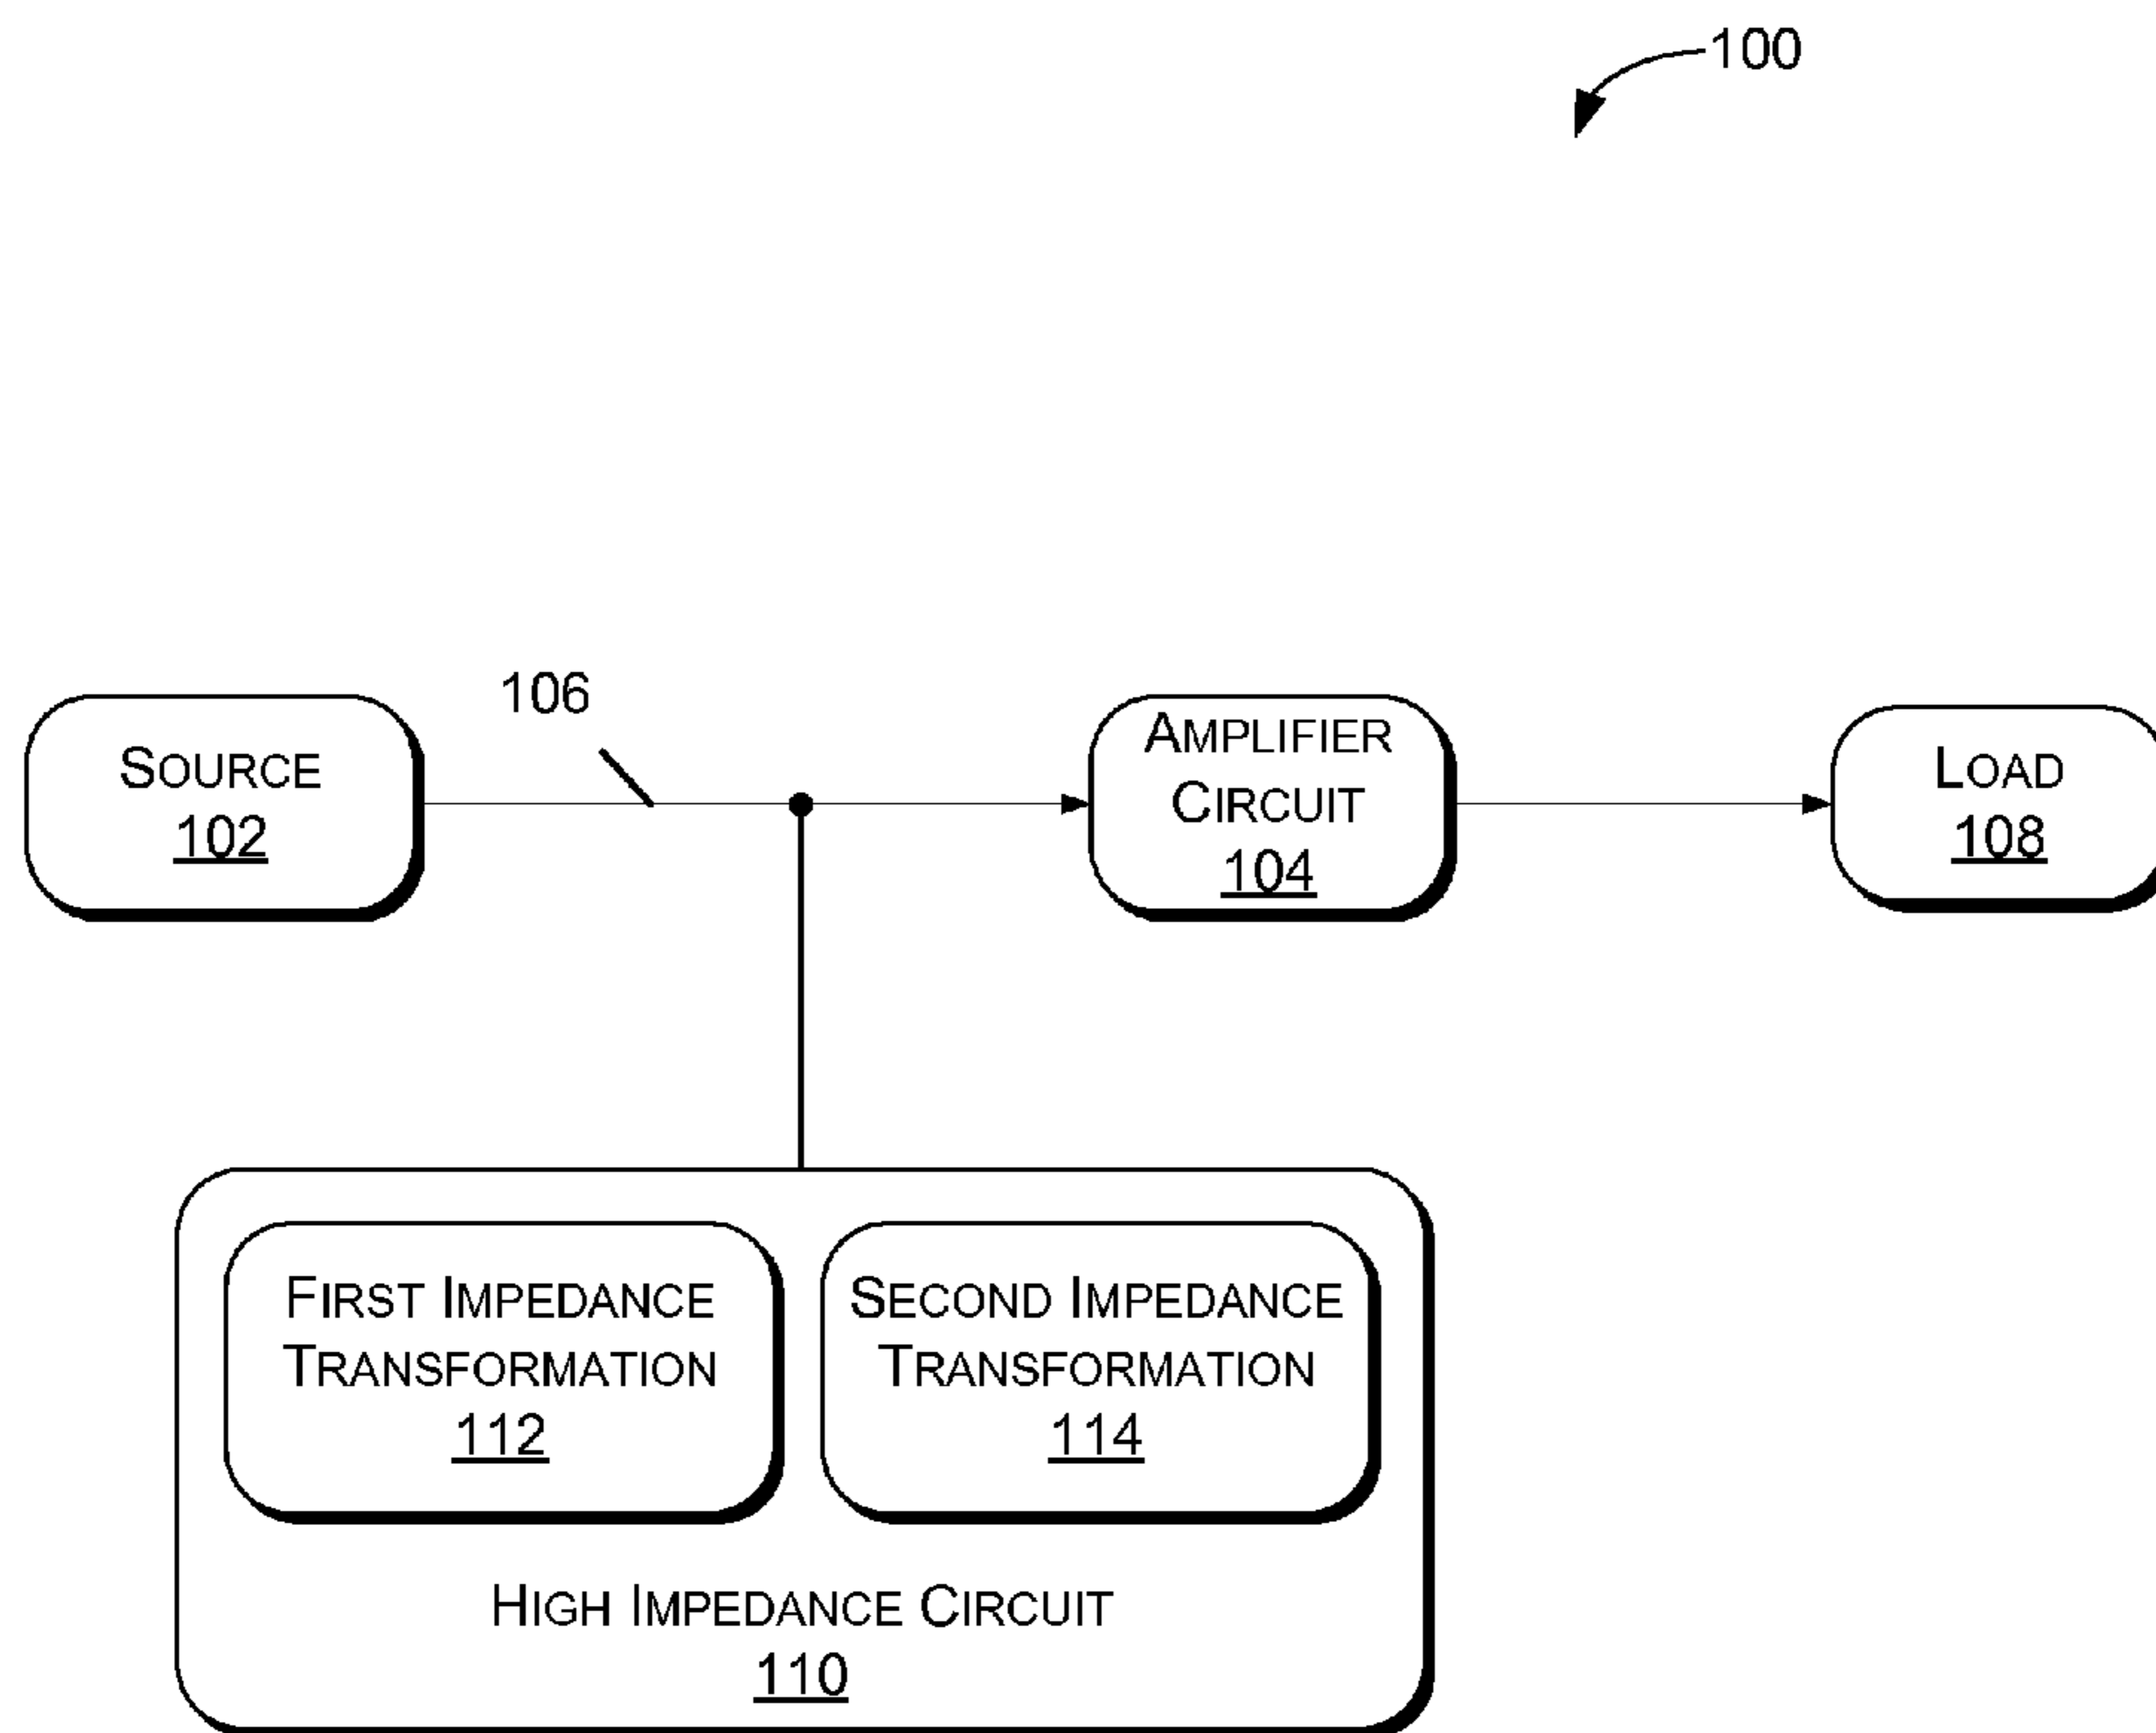 100
106
SOURCE
102
AMPLIFIER
CIRCUIT
104
LOAD
108
FIRST IMPEDANCE
TRANSFORMATION
112
SECOND IMPEDANCE
TRANSFORMATION
114
HIGH IMPEDANCE CIRCUIT
110